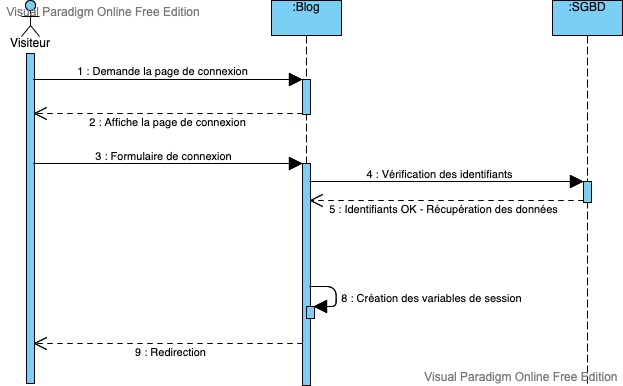 Visual Paradigm Online Free Edition
:Blog
:SGBD
Visiteur
1 : Demande la page de connexion
2 : Affiche la page de connexion
3 : Formulaire de connexion
4 : Vérification des identifiants
5 : Identifiants OK - Récupération des données
8 : Création des variables de session
9 : Redirection
Visual Paradigm Online Free Edition